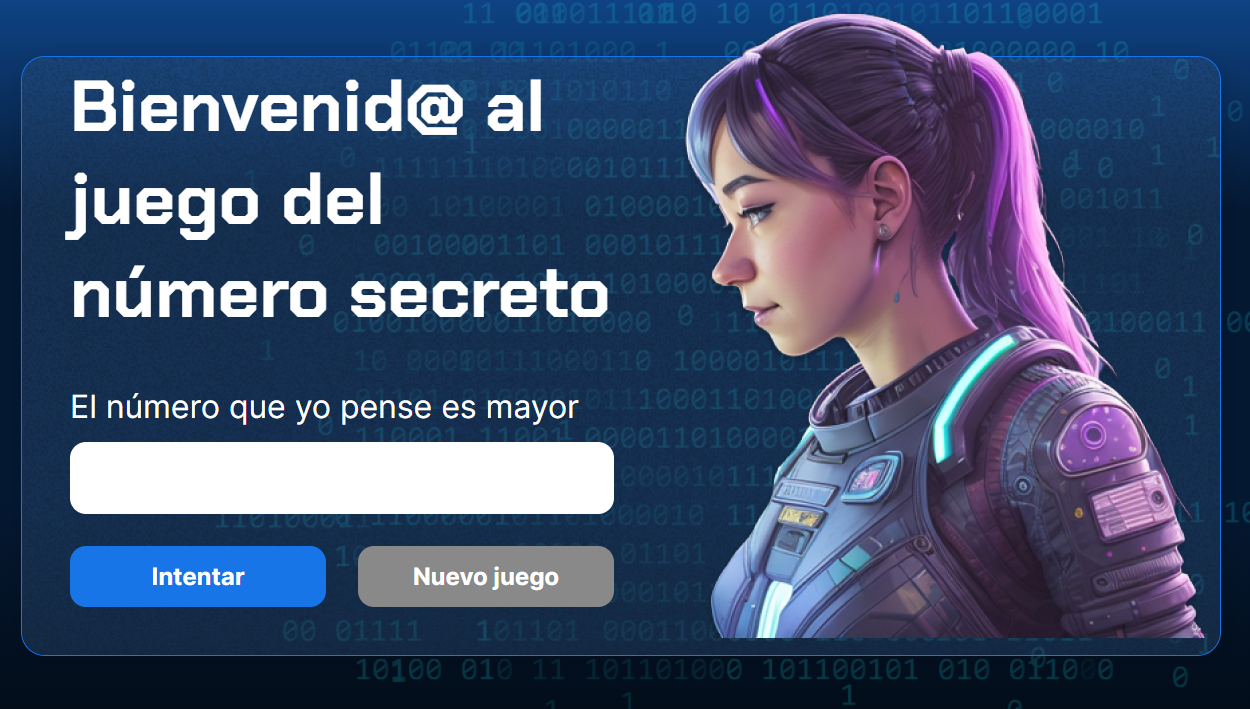 Bienvenid@ al
juego del
número secreto
El número que yo pense es mayor
Intentar
Nuevo juego